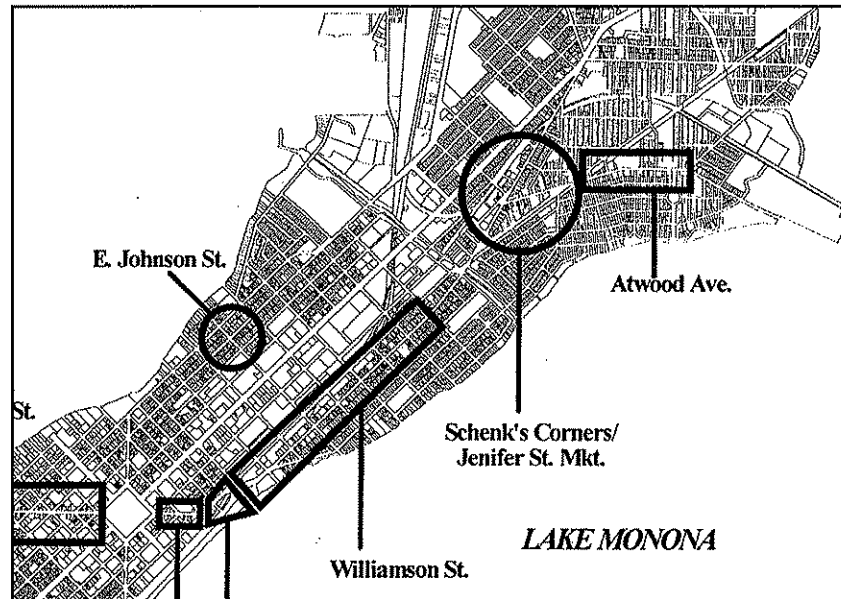 E. Johnson St.
Atwood Ave.
St.
Schenk's Corners/
Jenifer St. Mkt.
LAKE MONONA
Williamson St.